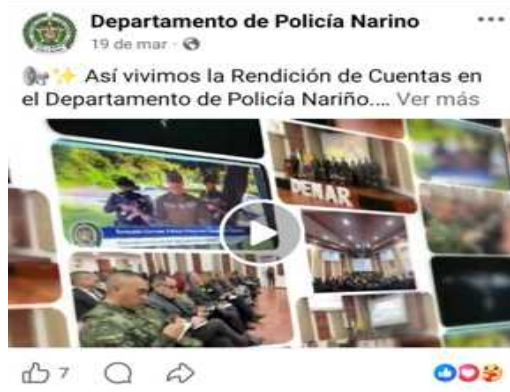 Departamento de Policía Narino
19 de mar ·
Así vivimos la Rendición de Cuentas en
el Departamento de Policía Nariño.... Ver más
DENAR
7